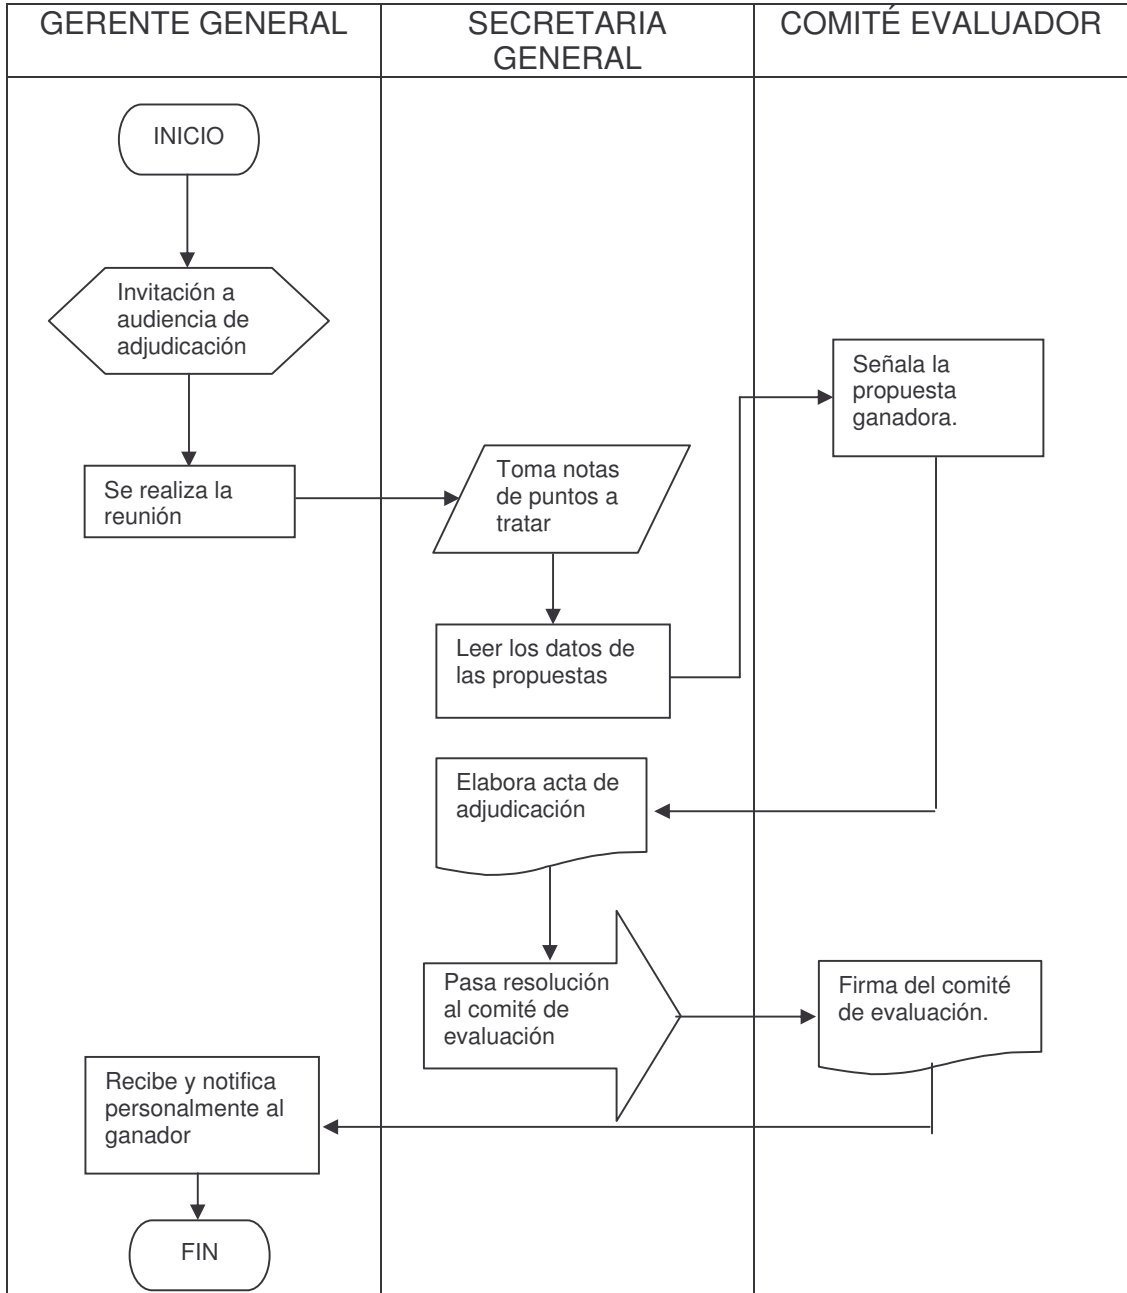 GERENTE GENERAL
SECRETARIA
GENERAL
COMITÉ EVALUADOR
INICIO
Invitación a
audiencia de
adjudicación
Se realiza la
reunión
Toma notas
de puntos a
tratar
Leer los datos de
las propuestas
Señala la
propuesta
ganadora.
Elabora acta de
adjudicación
Pasa resolución
al comité de
evaluación
Firma del comité
de evaluación.
Recibe y notifica
personalmente al
ganador
FIN